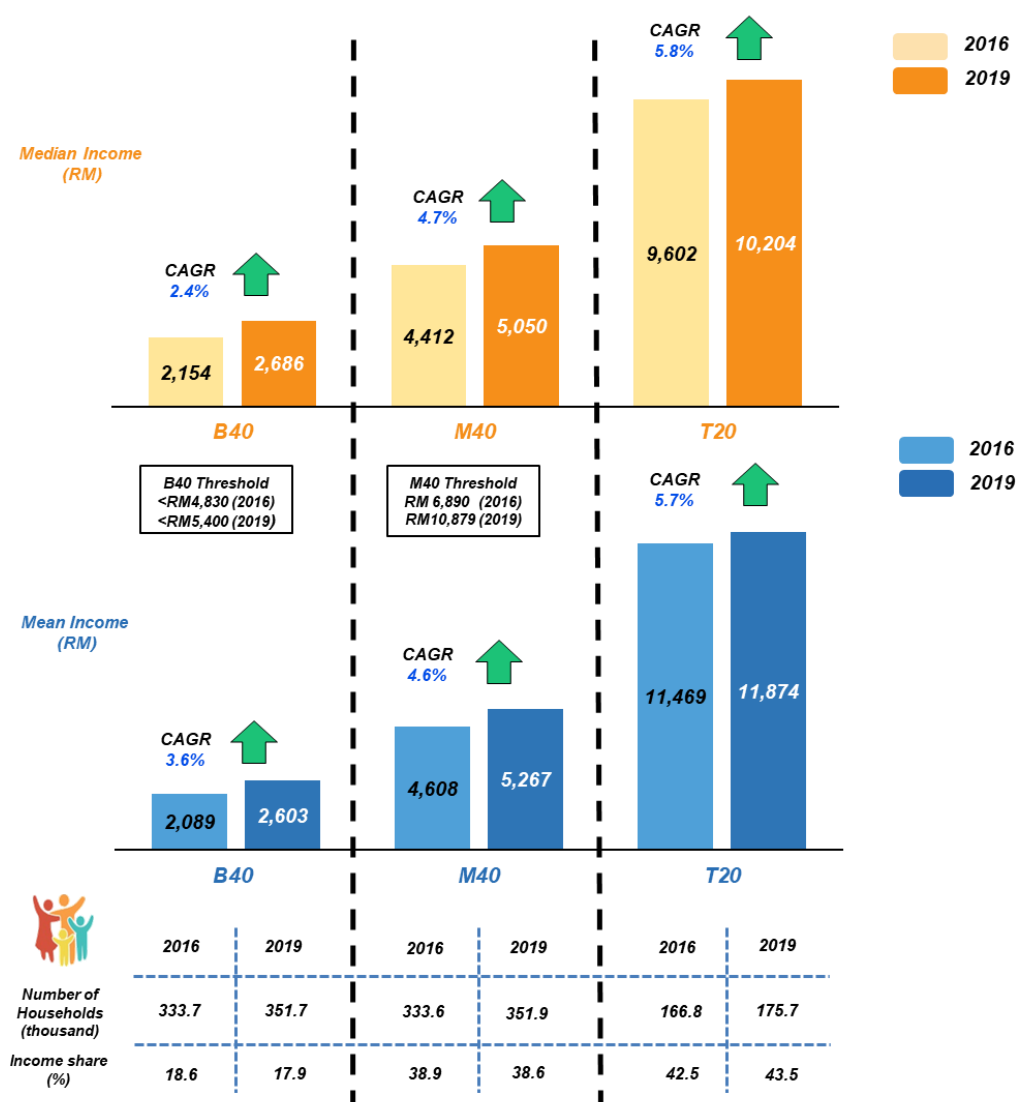 CAGR
5.8%
2016
2019
Median Income
(RM)
CAGR
4.7%
CAGR
2.4%
2,154
2,686
4,412
5,050
9,602
10,204
B40
M40
T20
B40 Threshold
<RM4,830 (2016)
<RM5,400 (2019)
M40 Threshold
RM 6,890 (2016)
RM10,879 (2019)
CAGR
5.7%
2016
2019
Mean Income
(RM)
CAGR
4.6%
CAGR
3.6%
2,089
2,603
4,608
5,267
11,469
11,874
B40
M40
T20
2016 2019 2016 2019 2016 2019
Number of
Households
(thousand)
333.7 351.7 333.6 351.9 166.8 175.7
Income share
(%)
18.6 17.9 38.9 38.6 42.5 43.5